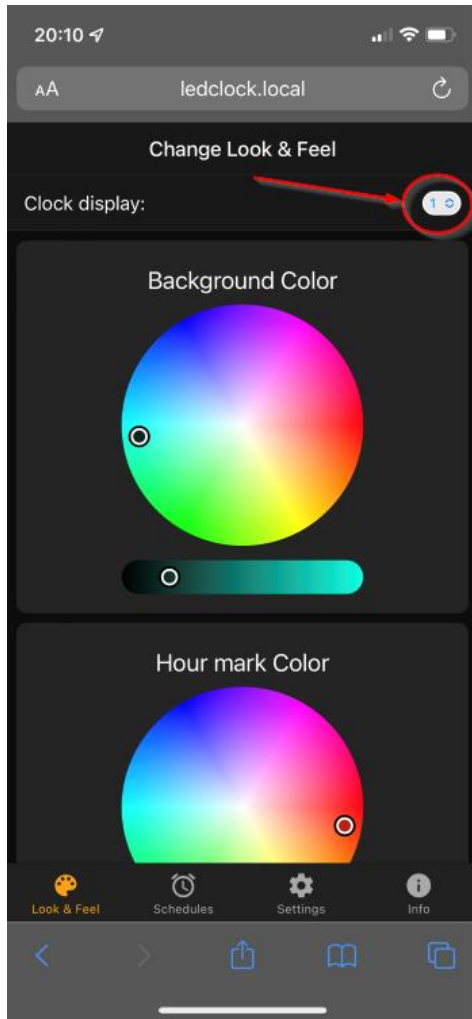 20:10
AA ledclock.local
Change Look & Feel
Clock display: 1
Background Color
Hour mark Color
Look & Feel Schedules Settings Info